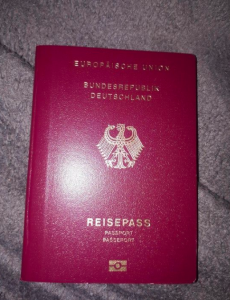 EUROPÄISCHE UNION
BUNDESREPUBLIK
DEUTSCHLAND
REISEPASS
PASSPORT
PASSEPORT